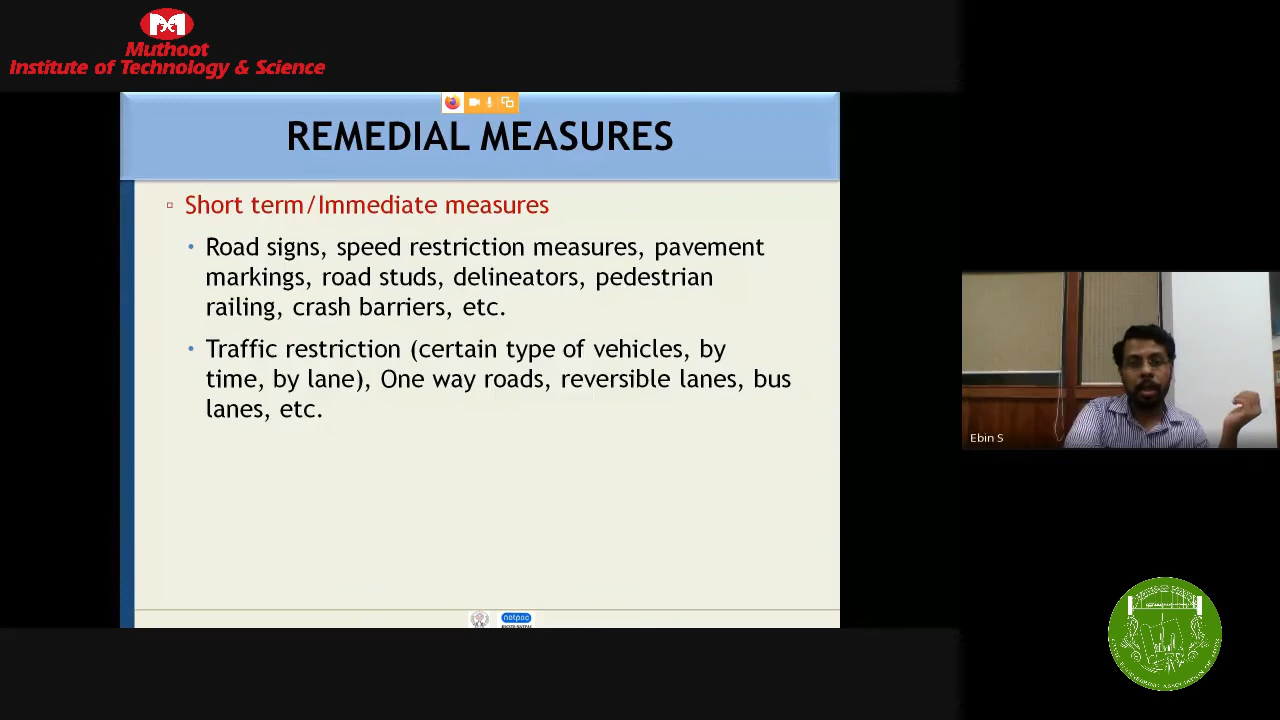 Muthoot
Institute of Technology & Science
REMEDIAL MEASURES
Short term/Immediate measures
Road signs, speed restriction measures, pavement
markings, road studs, delineators, pedestrian
railing, crash barriers, etc.
Traffic restriction (certain type of vehicles, by
time, by lane), One way roads, reversible lanes, bus
lanes, etc.
natpac
Ebin S